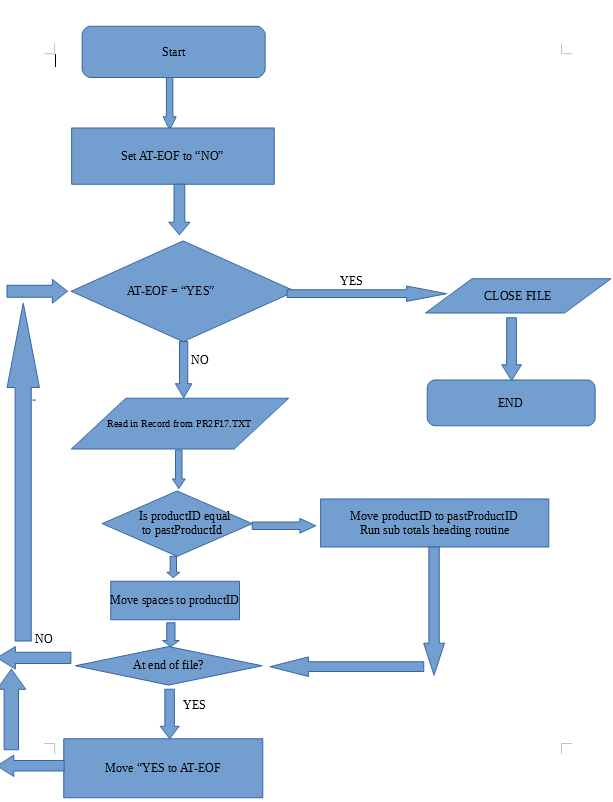 Start
Set AT-EOF to “NO”
AT-EOF = “YES”
YES
CLOSE FILE
NO
END
Read in Record from PR2F17.TXT
Is productID equal
to pastProductId
Move productID to pastProductID
Run sub totals heading routine
Move spaces to productID
NO
At end of file?
YES
Move “YES to AT-EOF